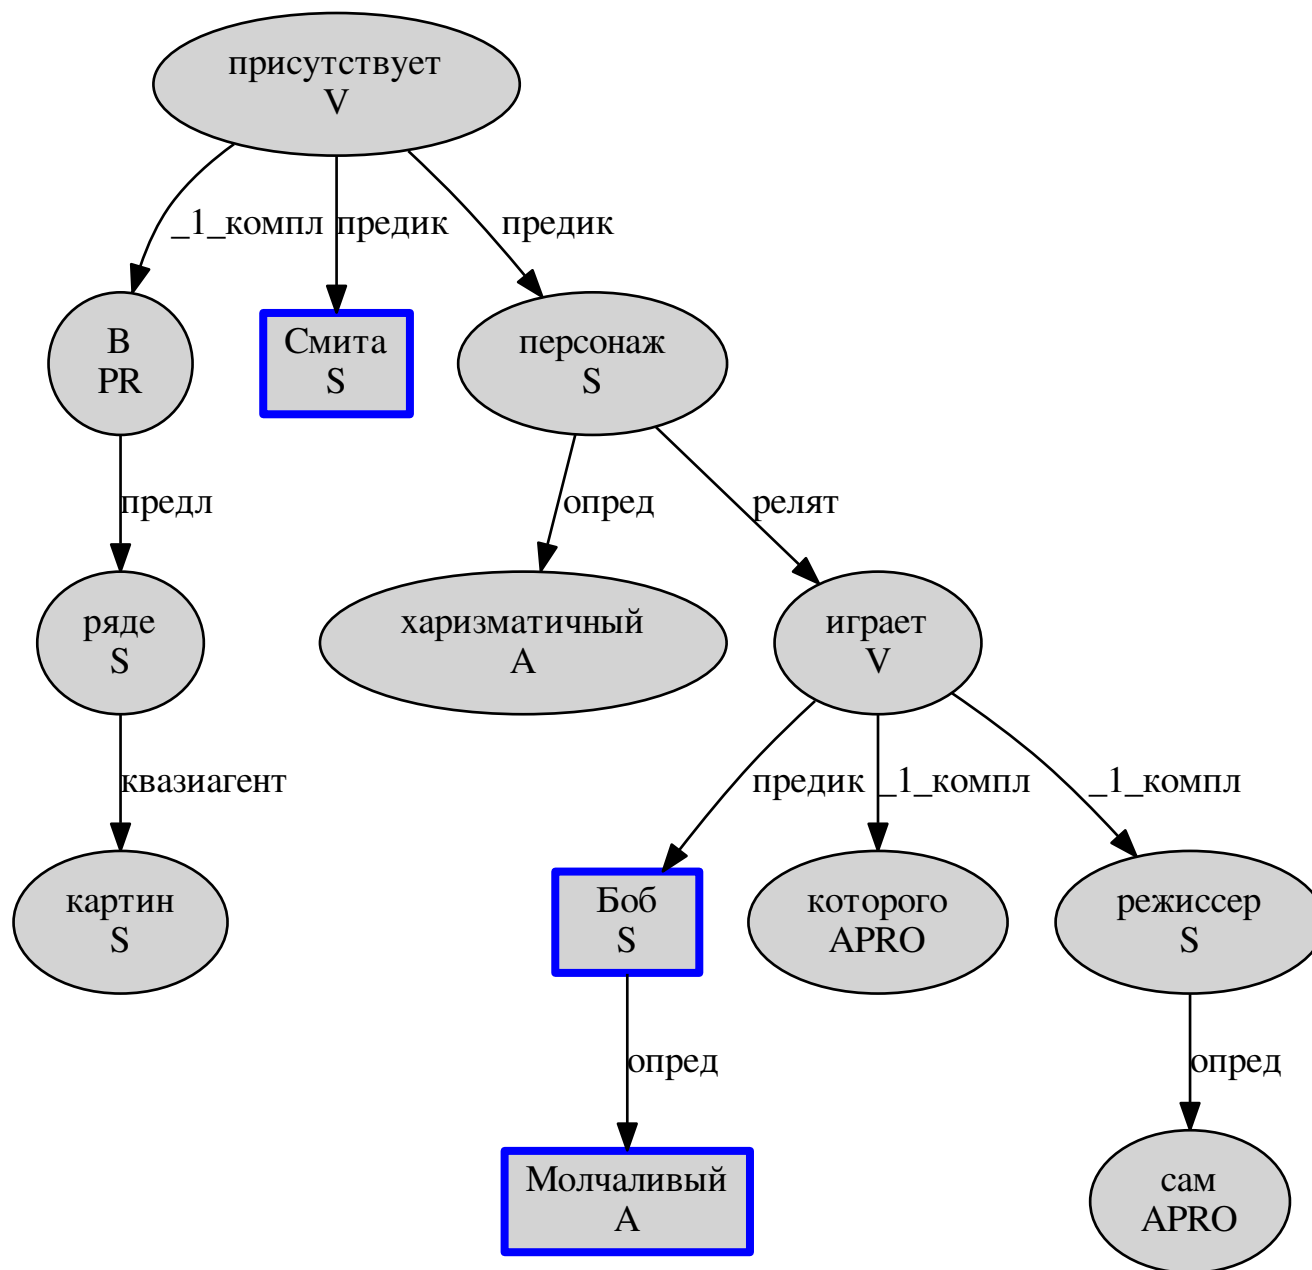 присутствует
V
_1_компл
предик
предик
В
PR
Смита
S
персонаж
S
предл
опред
релят
ряде
S
харизматичный
A
играет
V
квазиагент
предик
_1_компл
_1_компл
картин
S
Боб
S
которого
APRO
режиссер
S
опред
опред
Молчаливый
A
сам
APRO